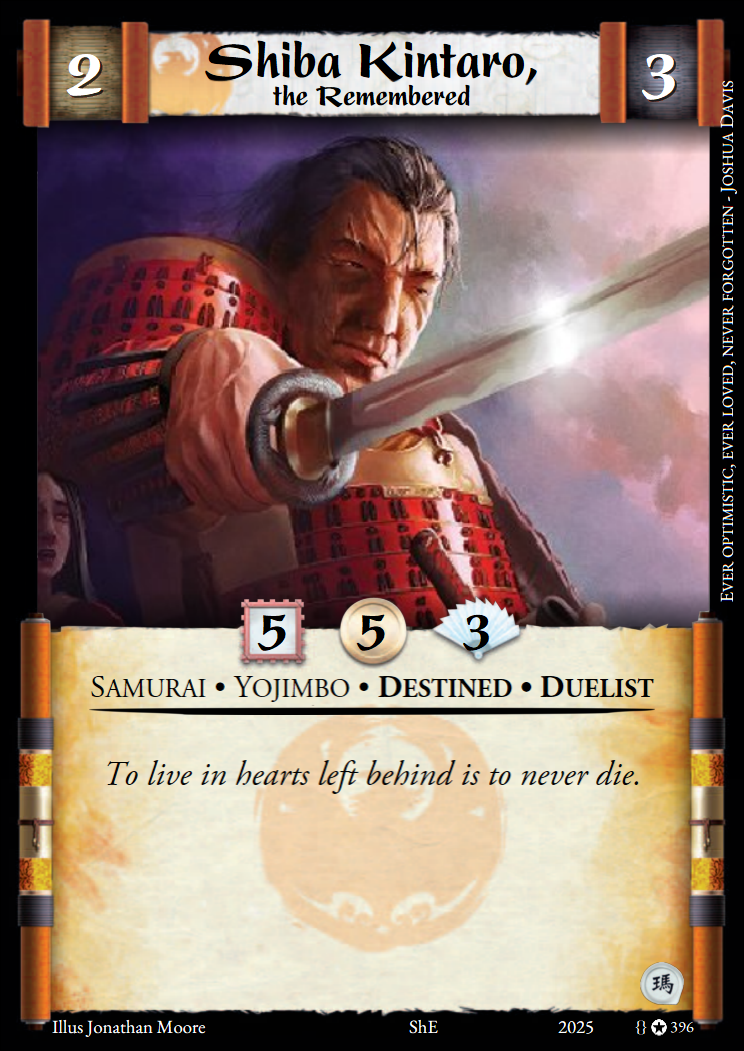 2
Shiba Kintaro,
the Remembered
3
Ever optimistic, ever loved, never forgotten - Joshua Davis
5
5
3
Samurai • Yojimbo • Destined • Duelist
To live in hearts left behind is to never die.
瑪
Illus Jonathan Moore
ShE
2025
{} ✪ 396